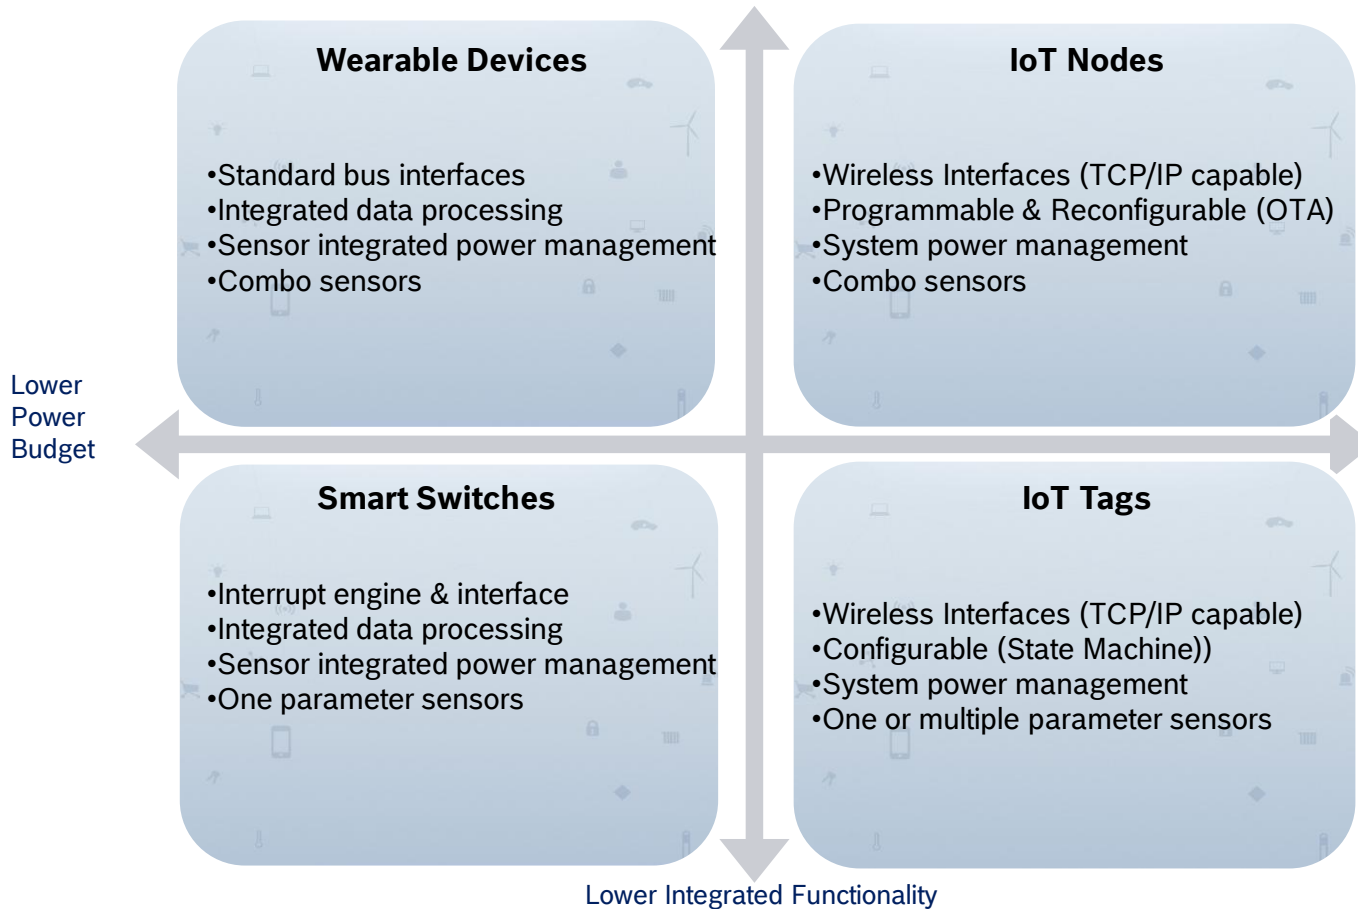 Wearable Devices
•Standard bus interfaces
•Integrated data processing
•Sensor integrated power management
•Combo sensors
IoT Nodes
•Wireless Interfaces (TCP/IP capable)
•Programmable & Reconfigurable (OTA)
•System power management
•Combo sensors
Lower
Power
Budget
Smart Switches
•Interrupt engine & interface
•Integrated data processing
•Sensor integrated power management
•One parameter sensors
IoT Tags
•Wireless Interfaces (TCP/IP capable)
•Configurable (State Machine))
•System power management
•One or multiple parameter sensors
Lower Integrated Functionality